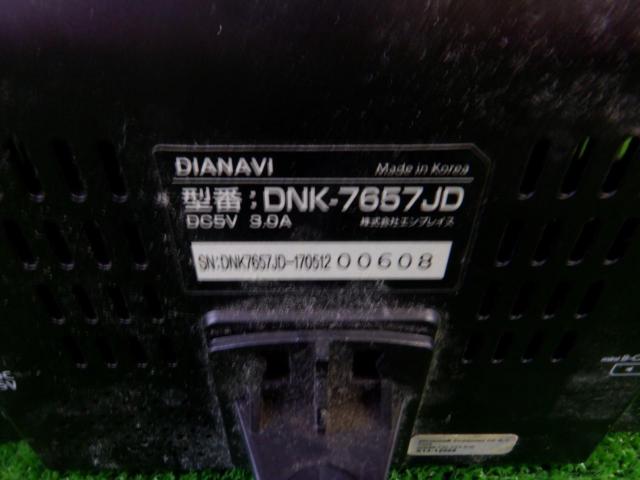 DIANAVI Made in Korea
型番: DNK-7657JD
DC5V 3.0A 株式会社エンプレイス
SN:DNK7657JD-170512 00608